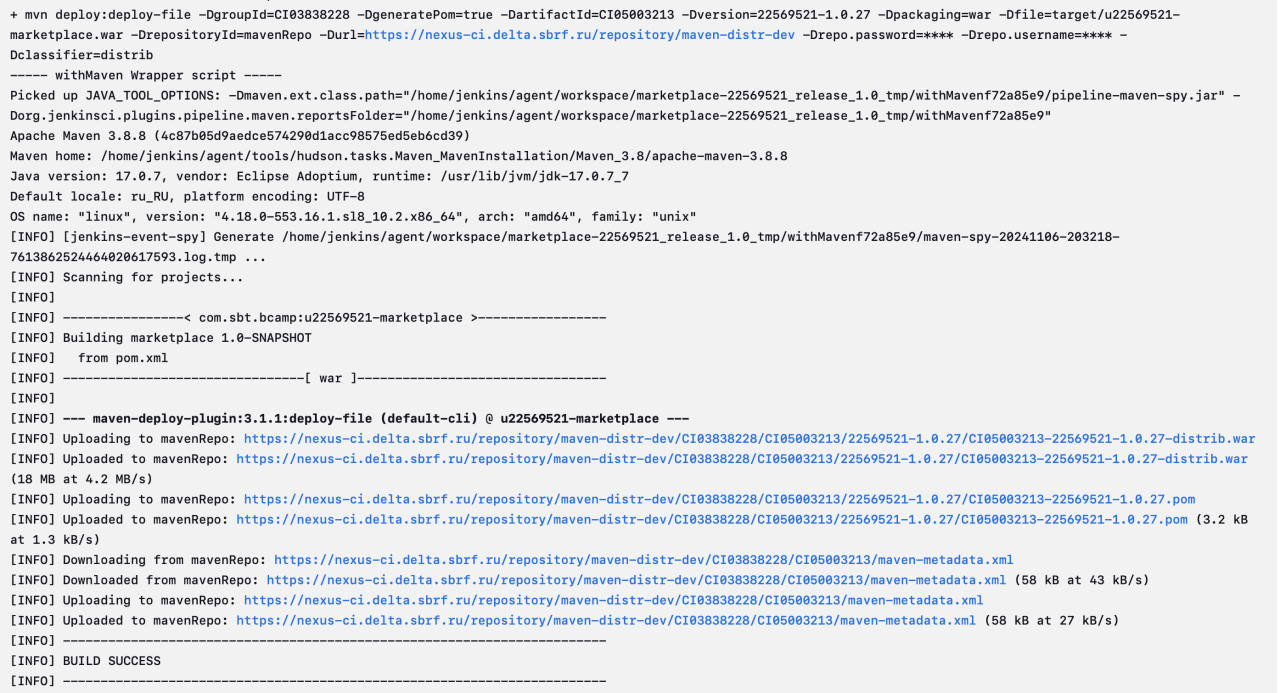 + mvn deploy:deploy-file -DgroupId=CI03838228 -DgeneratePom=true -DartifactId=CI05003213 -Dversion=22569521-1.0.27 -Dpackaging=war -Dfile=target/u22569521-
marketplace.war -DrepositoryId=mavenRepo -Durl=https://nexus-ci.delta.sbrf.ru/repository/maven-distr-dev -Drepo.password=**** -Drepo.username=**** -
Dclassifier=distrib
----- withMaven Wrapper script -----
Picked up JAVA_TOOL_OPTIONS: -Dmaven.ext.class.path="/home/jenkins/agent/workspace/marketplace-22569521_release_1.0_tmp/withMavenf72a85e9/pipeline-maven-spy.jar" -
Dorg.jenkinsci.plugins.pipeline.maven.reportsFolder="/home/jenkins/agent/workspace/marketplace-22569521_release_1.0_tmp/withMavenf72a85e9"
Apache Maven 3.8.8 (4c87b05d9aedce574290d1acc98575ed5eb6cd39)
Maven home: /home/jenkins/agent/tools/hudson.tasks.Maven_MavenInstallation/Maven_3.8/apache-maven-3.8.8
Java version: 17.0.7, vendor: Eclipse Adoptium, runtime: /usr/lib/jvm/jdk-17.0.7_7
Default locale: ru_RU, platform encoding: UTF-8
OS name: "linux", version: "4.18.0-553.16.1.sl8_10.2.x86_64", arch: "amd64", family: "unix"
[INFO] [jenkins-event-spy] Generate /home/jenkins/agent/workspace/marketplace-22569521_release_1.0_tmp/withMavenf72a85e9/maven-spy-20241106-203218-
7613862524464020617593.log.tmp ...
[INFO] Scanning for projects...
[INFO]
[INFO] ----------------< com.sbt.bcamp:u22569521-marketplace >-----------------
[INFO] Building marketplace 1.0-SNAPSHOT
[INFO]   from pom.xml
[INFO] --------------------------------[ war ]---------------------------------
[INFO]
[INFO] --- maven-deploy-plugin:3.1.1:deploy-file (default-cli) @ u22569521-marketplace ---
[INFO] Uploading to mavenRepo: https://nexus-ci.delta.sbrf.ru/repository/maven-distr-dev/CI03838228/CI05003213/22569521-1.0.27/CI05003213-22569521-1.0.27-distrib.war
[INFO] Uploaded to mavenRepo: https://nexus-ci.delta.sbrf.ru/repository/maven-distr-dev/CI03838228/CI05003213/22569521-1.0.27/CI05003213-22569521-1.0.27-distrib.war
(18 MB at 4.2 MB/s)
[INFO] Uploading to mavenRepo: https://nexus-ci.delta.sbrf.ru/repository/maven-distr-dev/CI03838228/CI05003213/22569521-1.0.27/CI05003213-22569521-1.0.27.pom
[INFO] Uploaded to mavenRepo: https://nexus-ci.delta.sbrf.ru/repository/maven-distr-dev/CI03838228/CI05003213/22569521-1.0.27/CI05003213-22569521-1.0.27.pom (3.2 kB
at 1.3 kB/s)
[INFO] Downloading from mavenRepo: https://nexus-ci.delta.sbrf.ru/repository/maven-distr-dev/CI03838228/CI05003213/maven-metadata.xml
[INFO] Downloaded from mavenRepo: https://nexus-ci.delta.sbrf.ru/repository/maven-distr-dev/CI03838228/CI05003213/maven-metadata.xml (58 kB at 43 kB/s)
[INFO] Uploading to mavenRepo: https://nexus-ci.delta.sbrf.ru/repository/maven-distr-dev/CI03838228/CI05003213/maven-metadata.xml
[INFO] Uploaded to mavenRepo: https://nexus-ci.delta.sbrf.ru/repository/maven-distr-dev/CI03838228/CI05003213/maven-metadata.xml (58 kB at 27 kB/s)
[INFO] ------------------------------------------------------------------------
[INFO] BUILD SUCCESS
[INFO] ------------------------------------------------------------------------